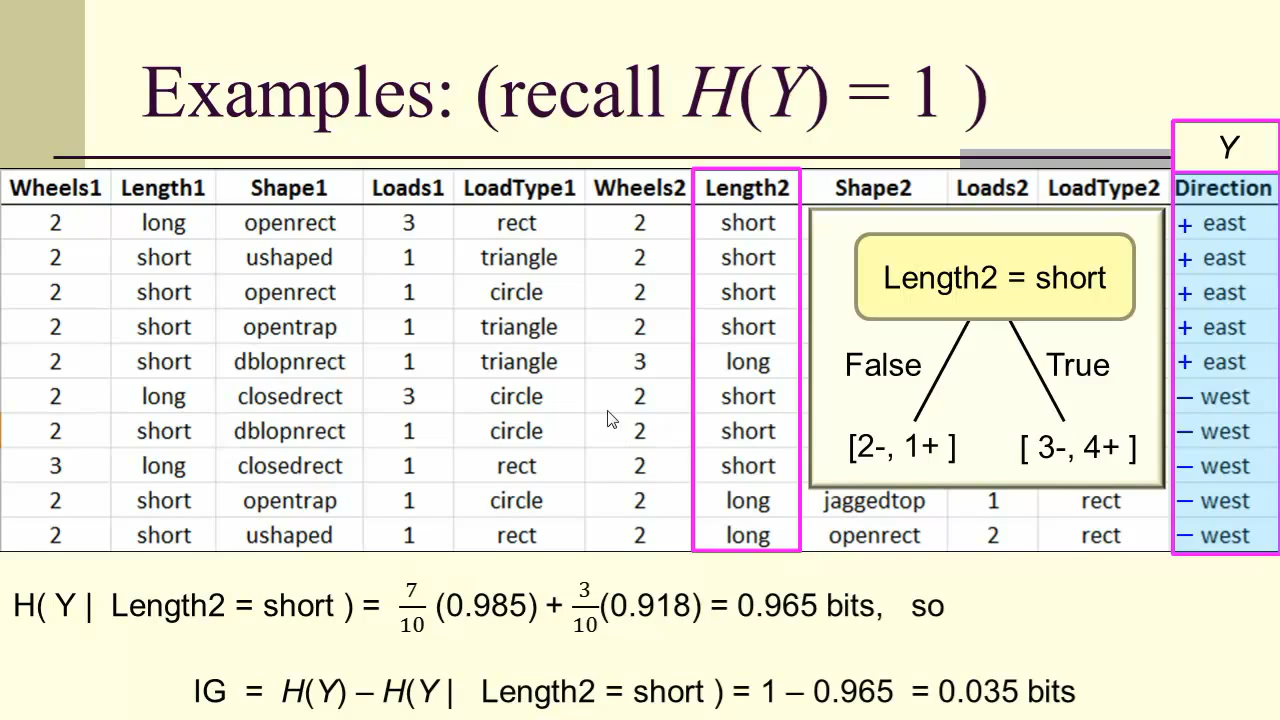 Examples: (recall H(Y) = 1 )
Y
Wheels1 Length1 Shape1 Loads1 LoadType1 Wheels2 Length2 Shape2 Loads2 LoadType2 Direction
2 long openrect 3 rect 2 short + east
2 short ushaped 1 triangle 2 short + east
2 short openrect 1 circle 2 short + east
2 short opentrap 1 triangle 2 short + east
2 short dblopnrect 1 triangle 3 long + east
2 long closedrect 3 circle 2 short – west
2 short dblopnrect 1 circle 2 short – west
3 long closedrect 1 rect 2 short – west
2 short opentrap 1 circle 2 long jaggedtop 1 rect – west
2 short ushaped 1 rect 2 long openrect 2 rect – west
Length2 = short
False True
[2-, 1+ ] [ 3-, 4+ ]
H( Y | Length2 = short ) = 7/10 (0.985) + 3/10 (0.918) = 0.965 bits, so
IG = H(Y) – H(Y | Length2 = short ) = 1 – 0.965 = 0.035 bits